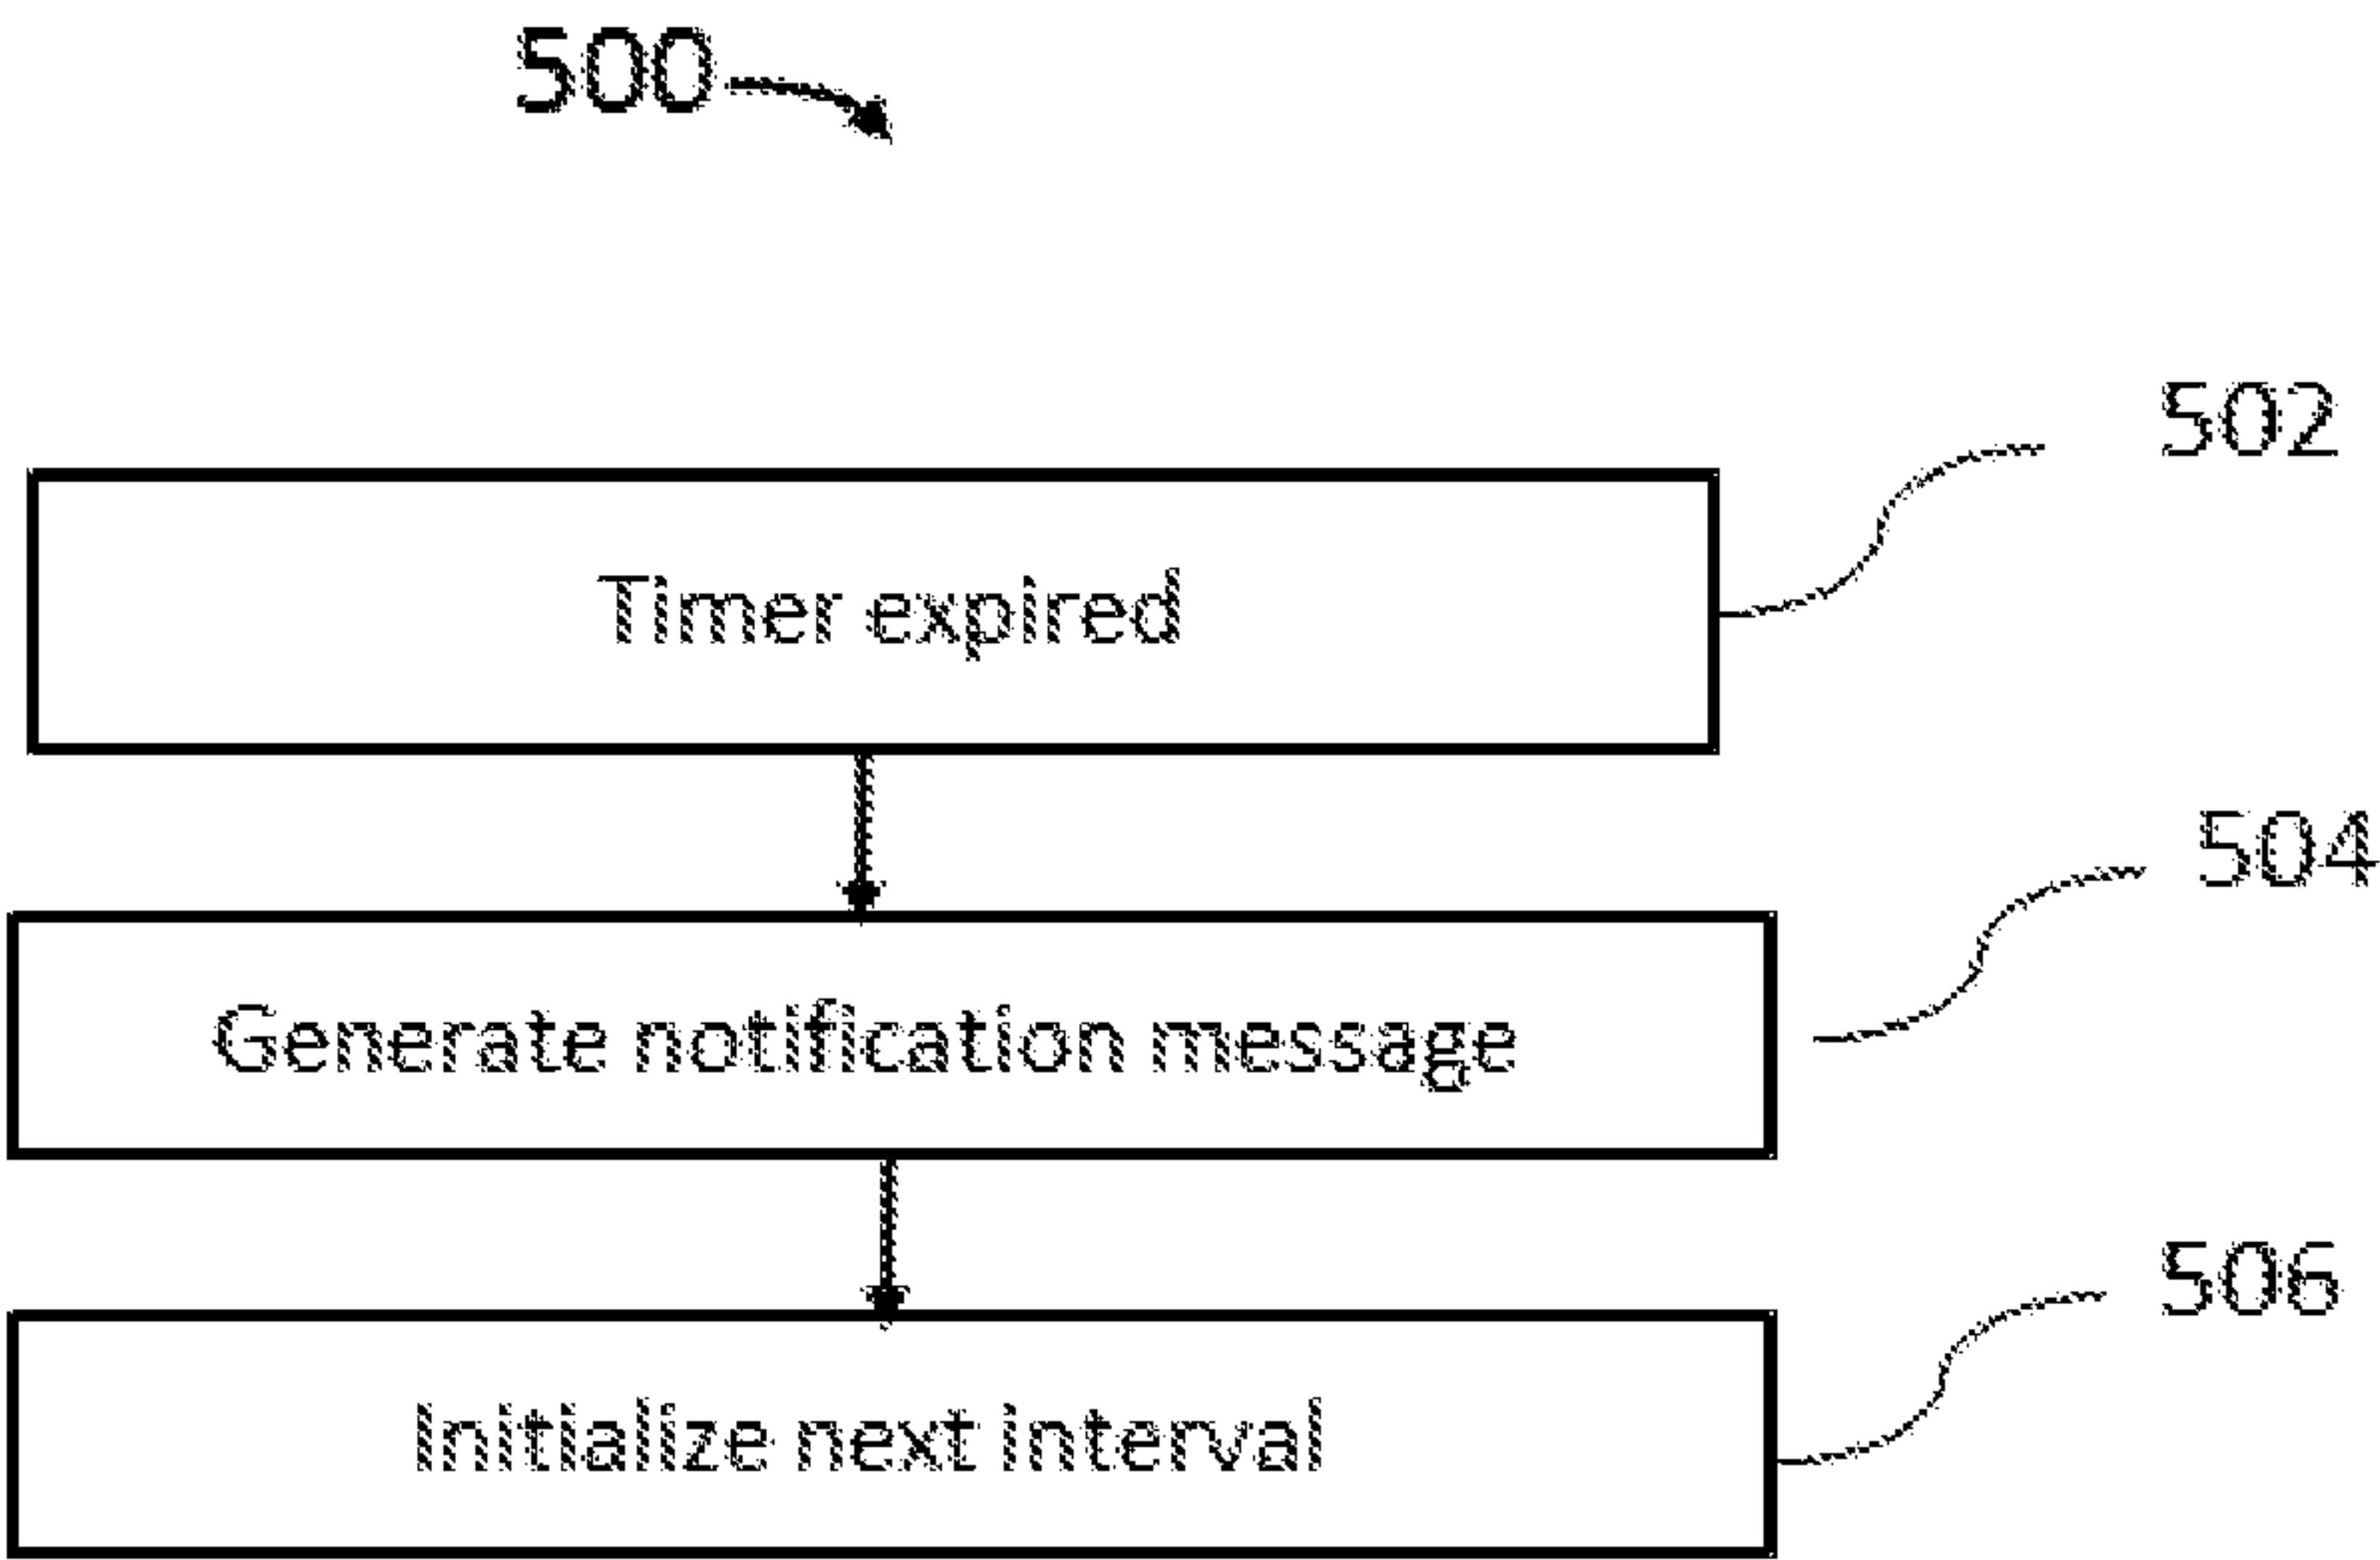 500
502
Timer expired
504
Generate notification message
506
Initialize next interval